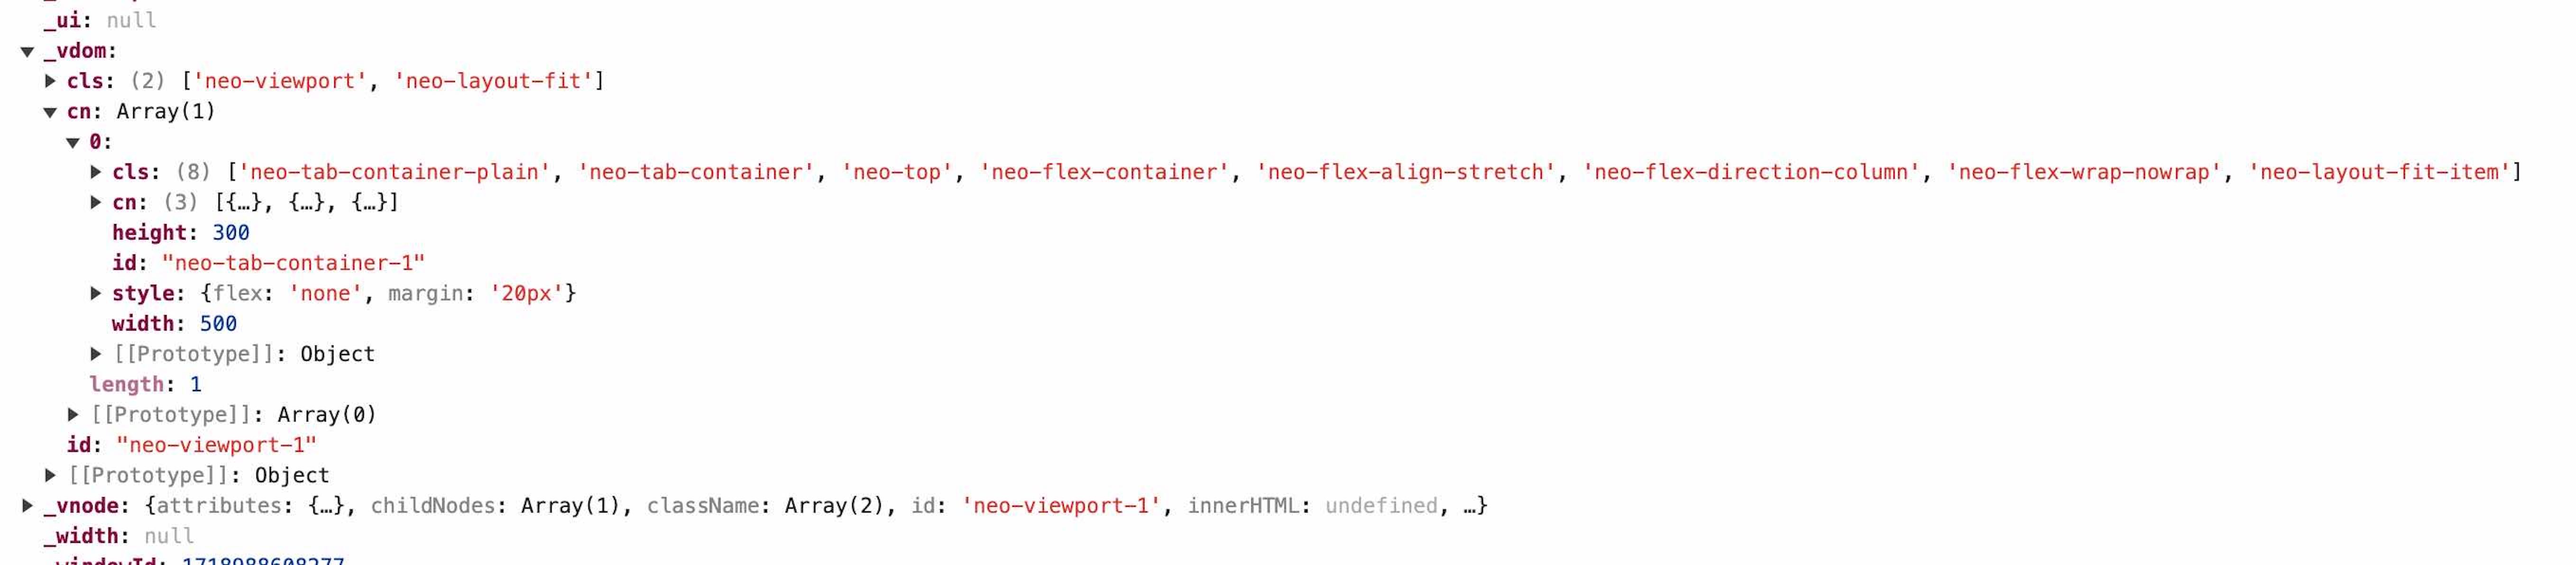 _ui: null
▼ _vdom:
▶ cls: (2) ['neo-viewport', 'neo-layout-fit']
▼ cn: Array(1)
▼ 0:
▶ cls: (8) ['neo-tab-container-plain', 'neo-tab-container', 'neo-top', 'neo-flex-container', 'neo-flex-align-stretch', 'neo-flex-direction-column', 'neo-flex-wrap-nowrap', 'neo-layout-fit-item']
▶ cn: (3) [{…}, {…}, {…}]
height: 300
id: "neo-tab-container-1"
▶ style: {flex: 'none', margin: '20px'}
width: 500
▶ [[Prototype]]: Object
length: 1
▶ [[Prototype]]: Array(0)
id: "neo-viewport-1"
▶ [[Prototype]]: Object
▶ _vnode: {attributes: {…}, childNodes: Array(1), className: Array(2), id: 'neo-viewport-1', innerHTML: undefined, …}
_width: null
windowId: 1718988608277